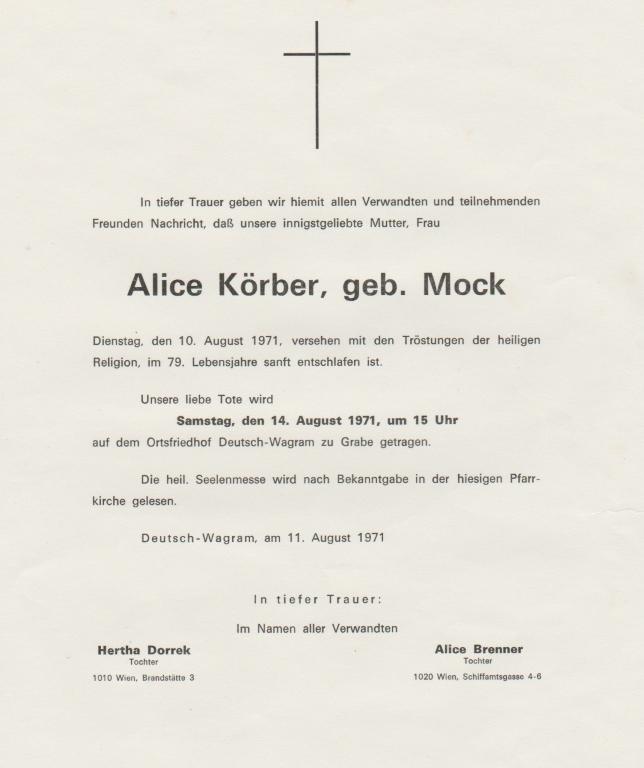 In tiefer Trauer geben wir hiemit allen Verwandten und teilnehmenden
Freunden Nachricht, daß unsere innigstgeliebte Mutter, Frau
Alice Körber, geb. Mock
Dienstag, den 10. August 1971, versehen mit den Tröstungen der heiligen
Religion, im 79. Lebensjahre sanft entschlafen ist.
Unsere liebe Tote wird
Samstag, den 14. August 1971, um 15 Uhr
auf dem Ortsfriedhof Deutsch-Wagram zu Grabe getragen.
Die heil. Seelenmesse wird nach Bekanntgabe in der hiesigen Pfarr-
kirche gelesen.
Deutsch-Wagram, am 11. August 1971
In tiefer Trauer:
Im Namen aller Verwandten
Hertha Dorrek
Tochter
1010 Wien, Brandstätte 3
Alice Brenner
Tochter
1020 Wien, Schiffamtsgasse 4-6